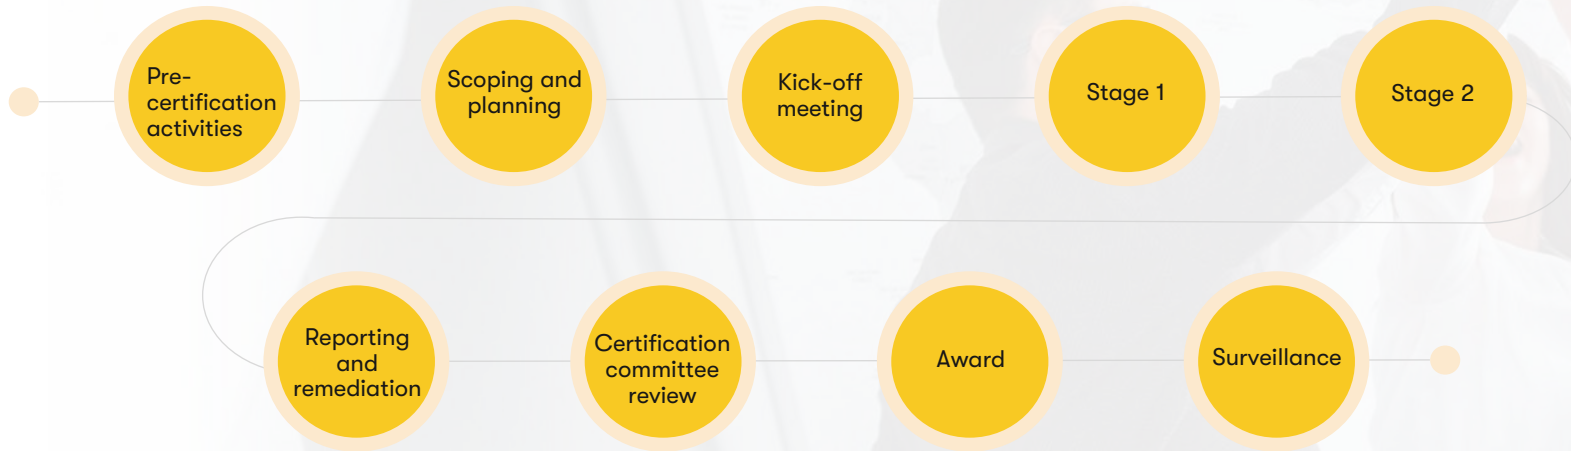 Pre-
certification
activities
Scoping and
planning
Kick-off
meeting
Stage 1
Stage 2
Reporting
and
remediation
Certification
committee
review
Award
Surveillance